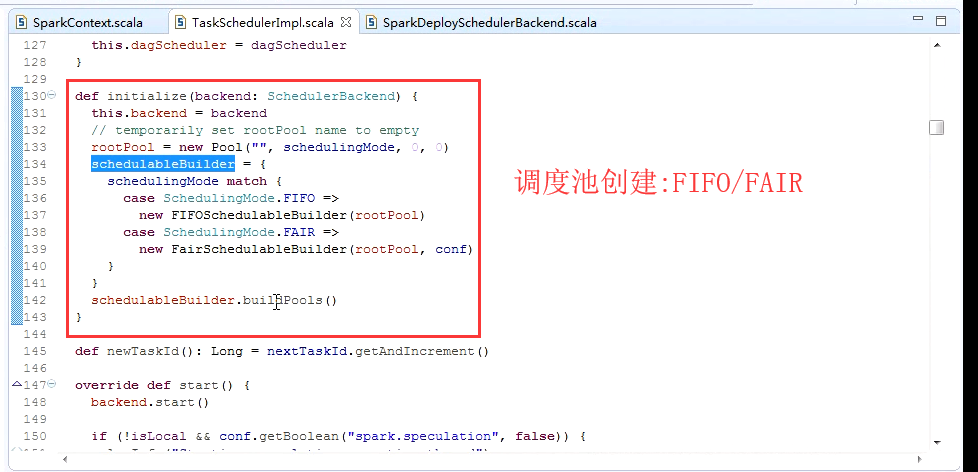 SparkContext.scala
TaskSchedulerImpl.scala
SparkDeploySchedulerBackend.scala
127 this.dagScheduler = dagScheduler
128 }
129
130 def initialize(backend: SchedulerBackend) {
131 this.backend = backend
132 // temporarily set rootPool name to empty
133 rootPool = new Pool("", schedulingMode, 0, 0)
134 schedulableBuilder = {
135 schedulingMode match {
136 case SchedulingMode.FIFO =>
137 new FIFOSchedulableBuilder(rootPool)
138 case SchedulingMode.FAIR =>
139 new FairSchedulableBuilder(rootPool, conf)
140 }
141 }
142 schedulableBuilder.buildPools()
143 }
144
145 def newTaskId(): Long = nextTaskId.getAndIncrement()
146
147 override def start() {
148 backend.start()
149
150 if (!isLocal && conf.getBoolean("spark.speculation", false)) {
调度池创建:FIFO/FAIR